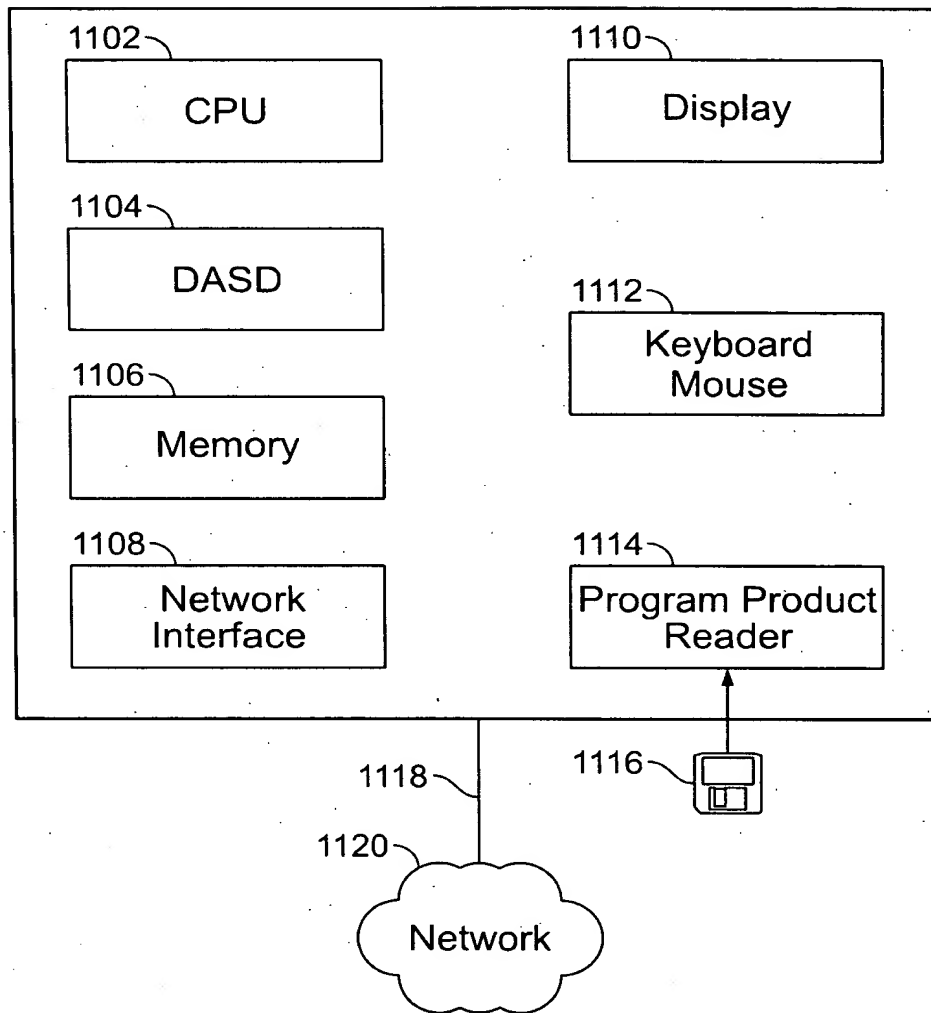 1102
CPU
1110
Display
1104
DASD
1112
Keyboard
Mouse
1106
Memory
1108
Network
Interface
1114
Program Product
Reader
1116
1118
1120
Network